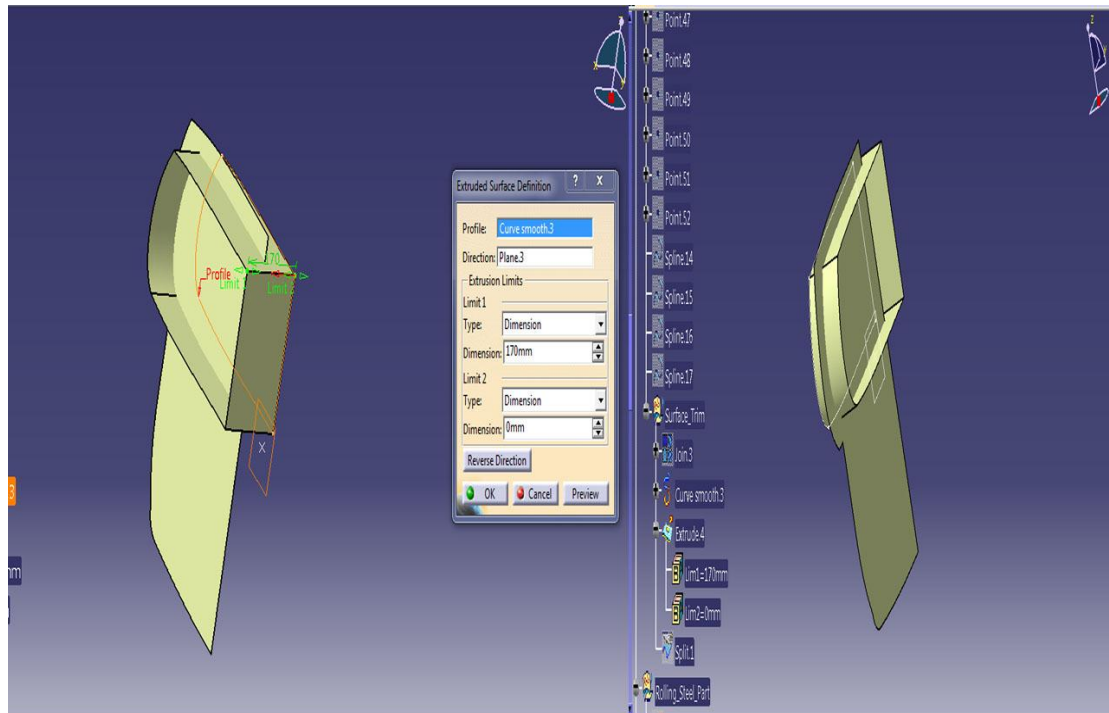 170
Profile
Limit 1
Limit 2
X
3
mm
Extruded Surface Definition ? X
Profile: Curve smooth.3
Direction: Plane.3
Extrusion Limits
Limit 1
Type: Dimension
Dimension: 170mm
Limit 2
Type: Dimension
Dimension: 0mm
Reverse Direction
OK Cancel Preview
Point.47
Point.48
Point.49
Point.50
Point.51
Point.52
Spline.14
Spline.15
Spline.16
Spline.17
Surface_Trim
Join.3
Curve smooth.3
Extrude.4
Lim1=170mm
Lim2=0mm
Split.1
Rolling_Steel_Part
z